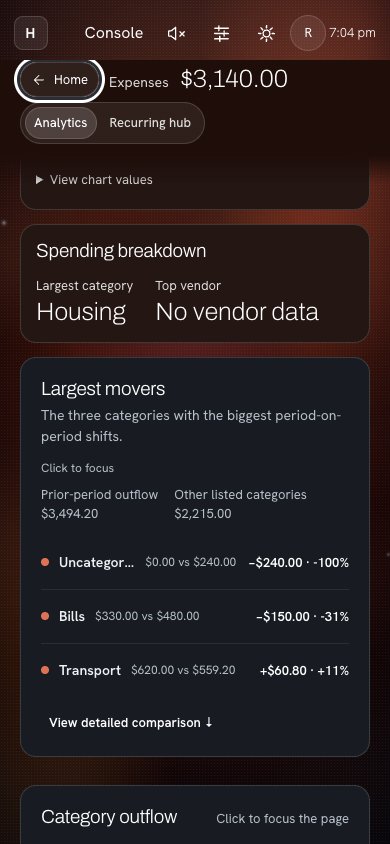 H Console R 7:04 pm
← Home Expenses $3,140.00
Analytics Recurring hub
▶ View chart values
Spending breakdown
Largest category Top vendor
Housing No vendor data
Largest movers
The three categories with the biggest period-on-
period shifts.
Click to focus
Prior-period outflow Other listed categories
$3,494.20 $2,215.00
Uncategor... $0.00 vs $240.00 −$240.00 · -100%
Bills $330.00 vs $480.00 −$150.00 · -31%
Transport $620.00 vs $559.20 +$60.80 · +11%
View detailed comparison ↓
Category outflow Click to focus the page